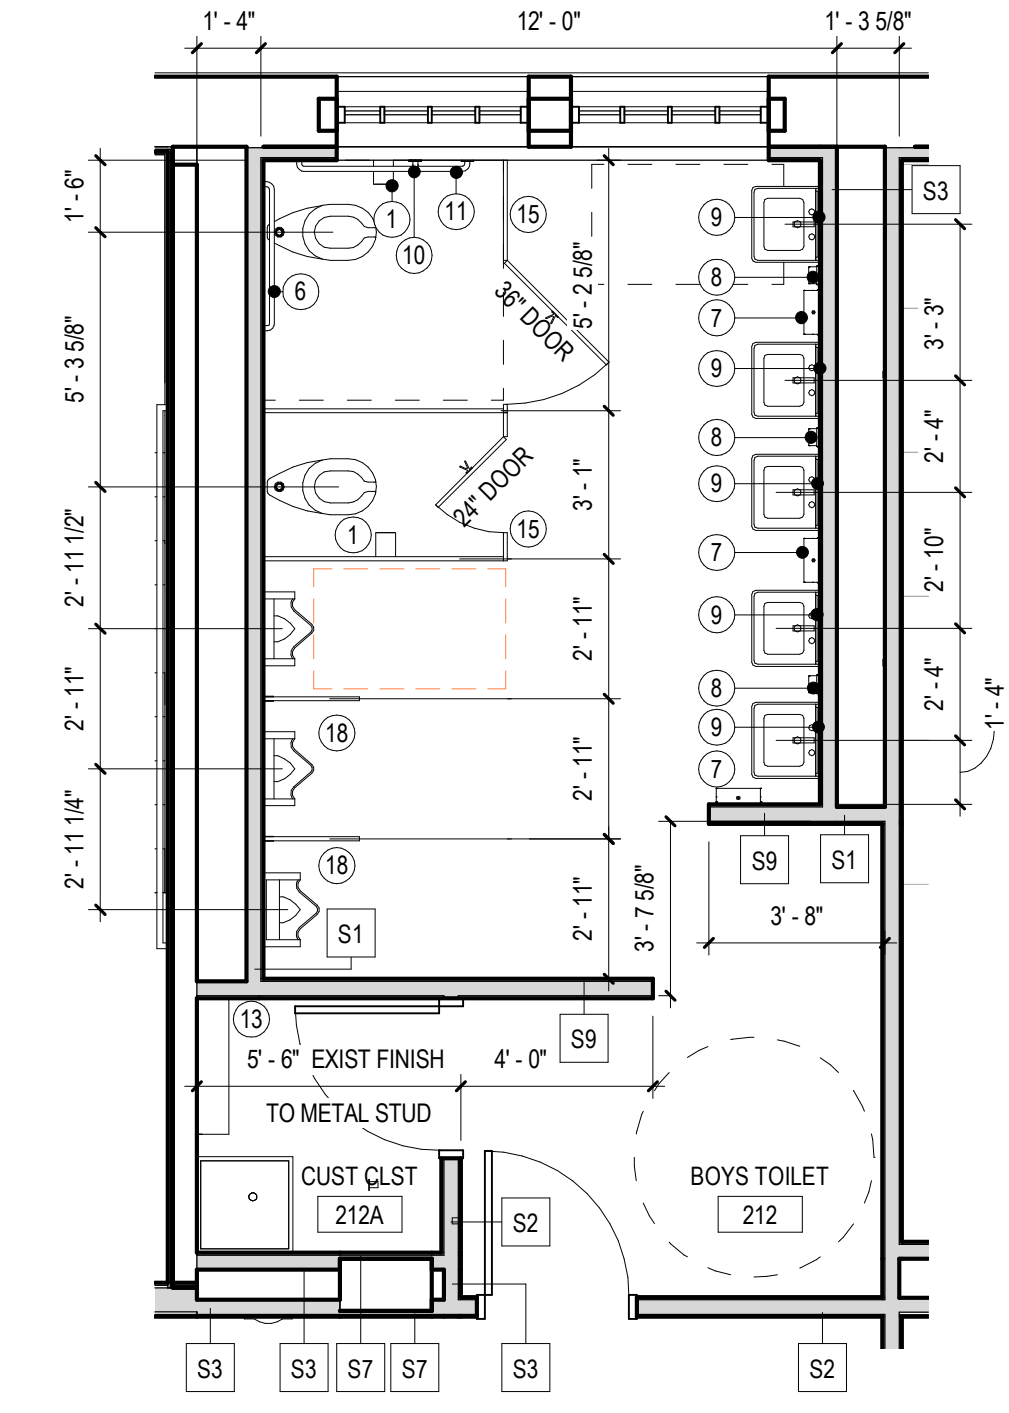 1' - 4"
12' - 0"
1' - 3 5/8"
S3
1' - 6"
1
11
15
9
10
6
8
5' - 2 5/8"
36" DOOR
7
3' - 3"
5' - 3 5/8"
9
8
2' - 4"
3' - 1"
24" DOOR
9
1
15
7
2' - 11 1/2"
2' - 10"
2' - 11"
9
8
2' - 4"
1' - 4"
2' - 11"
18
9
7
2' - 11"
2' - 11 1/4"
18
S9
S1
2' - 11"
3' - 7 5/8"
3' - 8"
S1
13
S9
5' - 6" EXIST FINISH
4' - 0"
TO METAL STUD
CUST CLST
212A
BOYS TOILET
212
S2
S3
S3
S7
S7
S3
S2